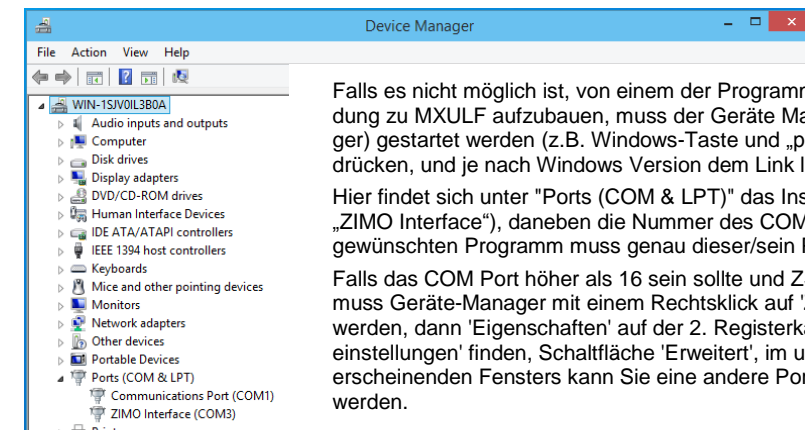 Device Manager
File Action View Help
WIN-1SJV0IL3B0A
Audio inputs and outputs
Computer
Disk drives
Display adapters
DVD/CD-ROM drives
Human Interface Devices
IDE ATA/ATAPI controllers
IEEE 1394 host controllers
Keyboards
Mice and other pointing devices
Monitors
Network adapters
Other devices
Portable Devices
Ports (COM & LPT)
Communications Port (COM1)
ZIMO Interface (COM3)
Falls es nicht möglich ist, von einem der Program
dung zu MXULF aufzubauen, muss der Geräte Ma
ger) gestartet werden (z.B. Windows-Taste und „p
drücken, und je nach Windows Version dem Link
Hier findet sich unter "Ports (COM & LPT)" das Ins
„ZIMO Interface“), daneben die Nummer des COM
gewünschten Programm muss genau dieser/sein
Falls das COM Port höher als 16 sein sollte und
muss Geräte-Manager mit einem Rechtsklick auf
werden, dann 'Eigenschaften' auf der 2. Registerka
einstellungen' finden, Schaltfläche 'Erweitert', im u
erscheinenden Fensters kann Sie eine andere Por
werden.